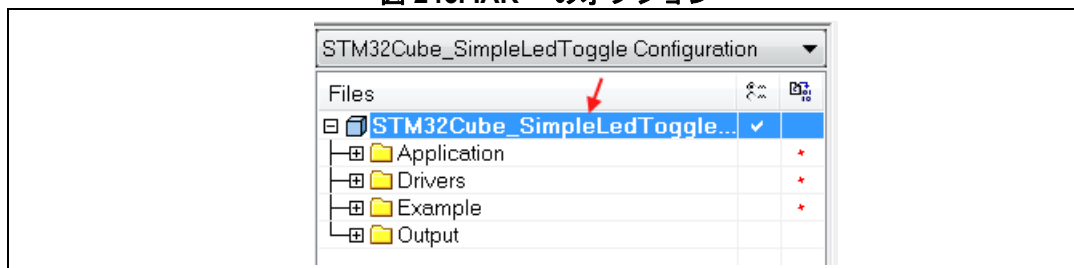 STM32Cube_SimpleLedToggle Configuration
Files
STM32Cube_SimpleLedToggle...
Application
Drivers
Example
Output